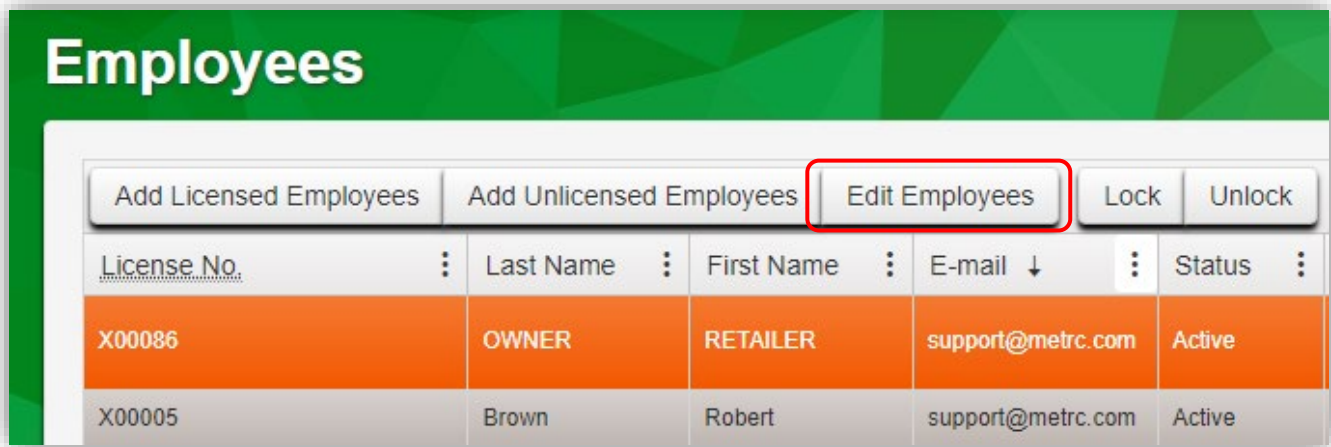 Employees
Add Licensed Employees Add Unlicensed Employees Edit Employees Lock Unlock
License No. Last Name First Name E-mail ↓ Status
X00086 OWNER RETAILER support@metrc.com Active
X00005 Brown Robert support@metrc.com Active